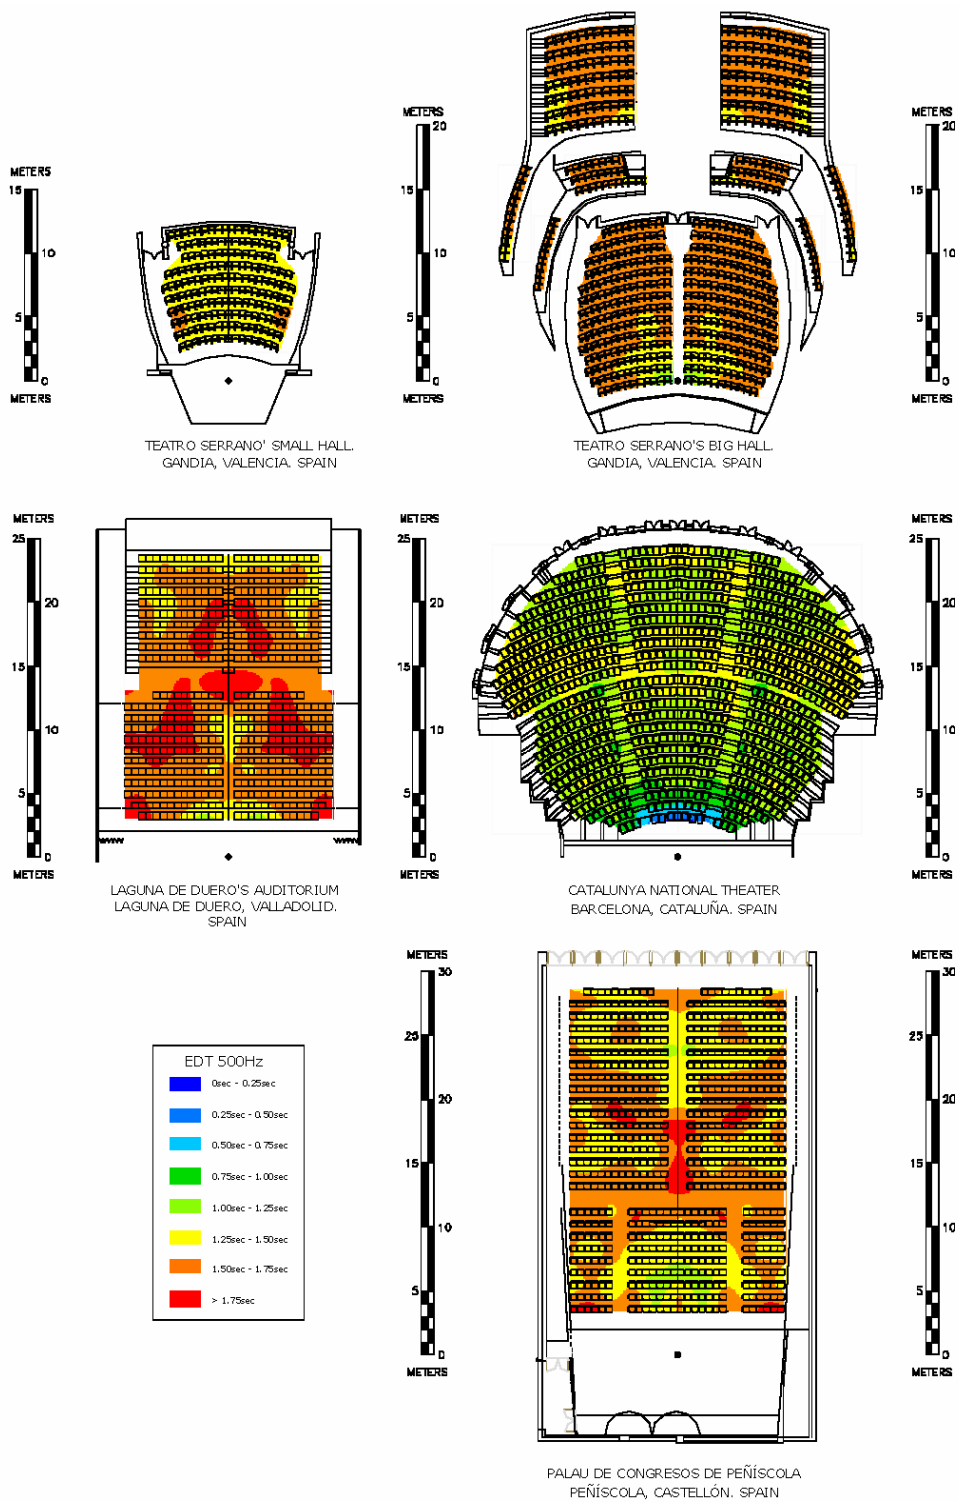 METERS
20
15
10
5
0
METERS
METERS
20
15
10
5
0
METERS
METERS
15
10
5
0
METERS
TEATRO SERRANO' SMALL HALL.
GANDIA, VALENCIA. SPAIN
TEATRO SERRANO'S BIG HALL.
GANDIA, VALENCIA. SPAIN
METERS
25
20
15
10
5
0
METERS
METERS
25
20
15
10
5
0
METERS
METERS
25
20
15
10
5
0
METERS
LAGUNA DE DUERO'S AUDITORIUM
LAGUNA DE DUERO, VALLADOLID.
SPAIN
CATALUNYA NATIONAL THEATER
BARCELONA, CATALUÑA. SPAIN
METERS
30
25
20
15
10
5
0
METERS
METERS
30
25
20
15
10
5
0
METERS
EDT 500Hz
0sec - 0.25sec
0.25sec - 0.50sec
0.50sec - 0.75sec
0.75sec - 1.00sec
1.00sec - 1.25sec
1.25sec - 1.50sec
1.50sec - 1.75sec
> 1.75sec
PALAU DE CONGRESOS DE PEÑÍSCOLA
PEÑÍSCOLA, CASTELLÓN. SPAIN